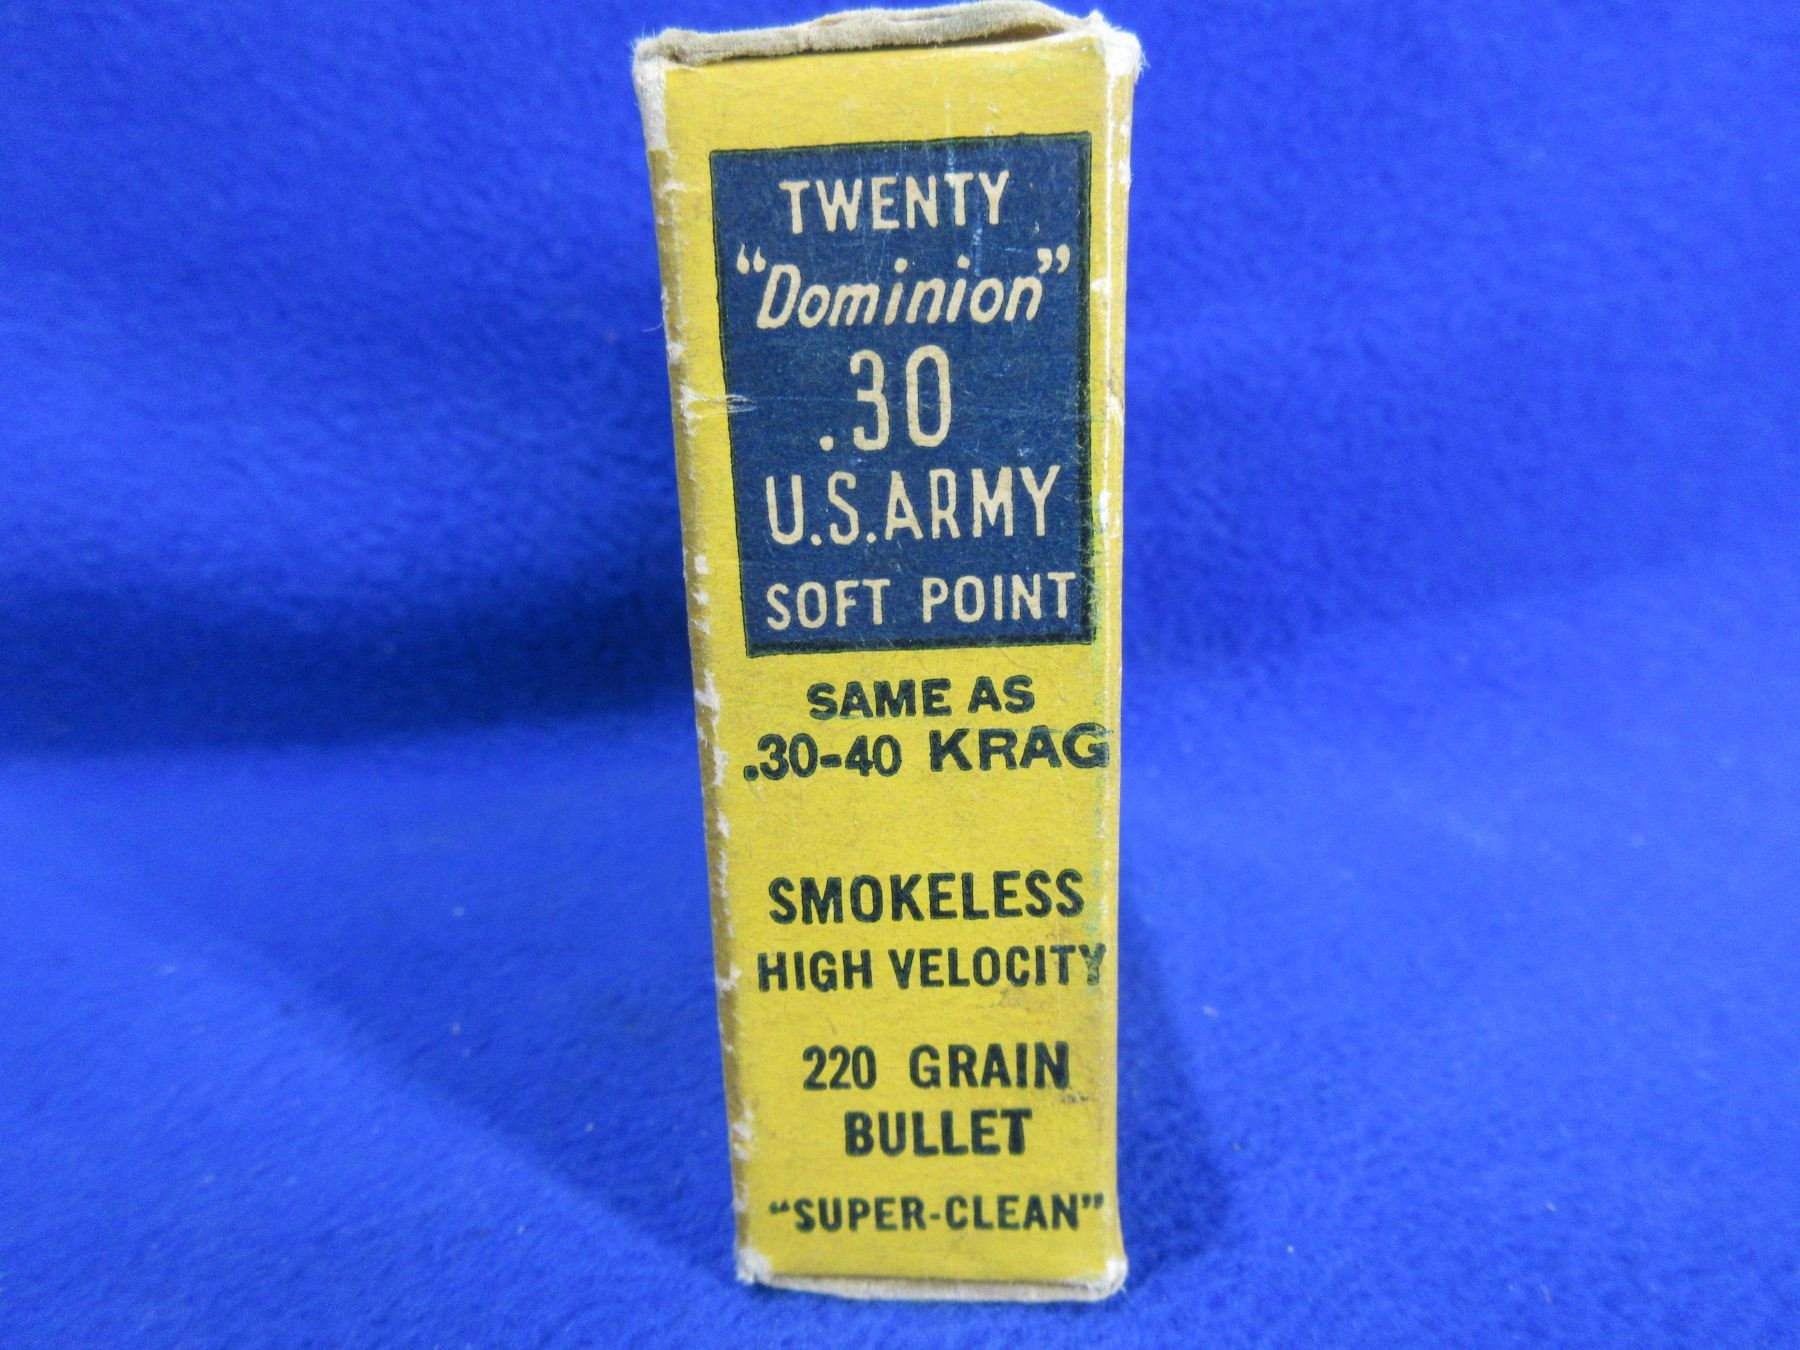 TWENTY
"Dominion"
.30
U.S.ARMY
SOFT POINT
SAME AS
.30-40 KRAG
SMOKELESS
HIGH VELOCITY
220 GRAIN
BULLET
"SUPER-CLEAN"